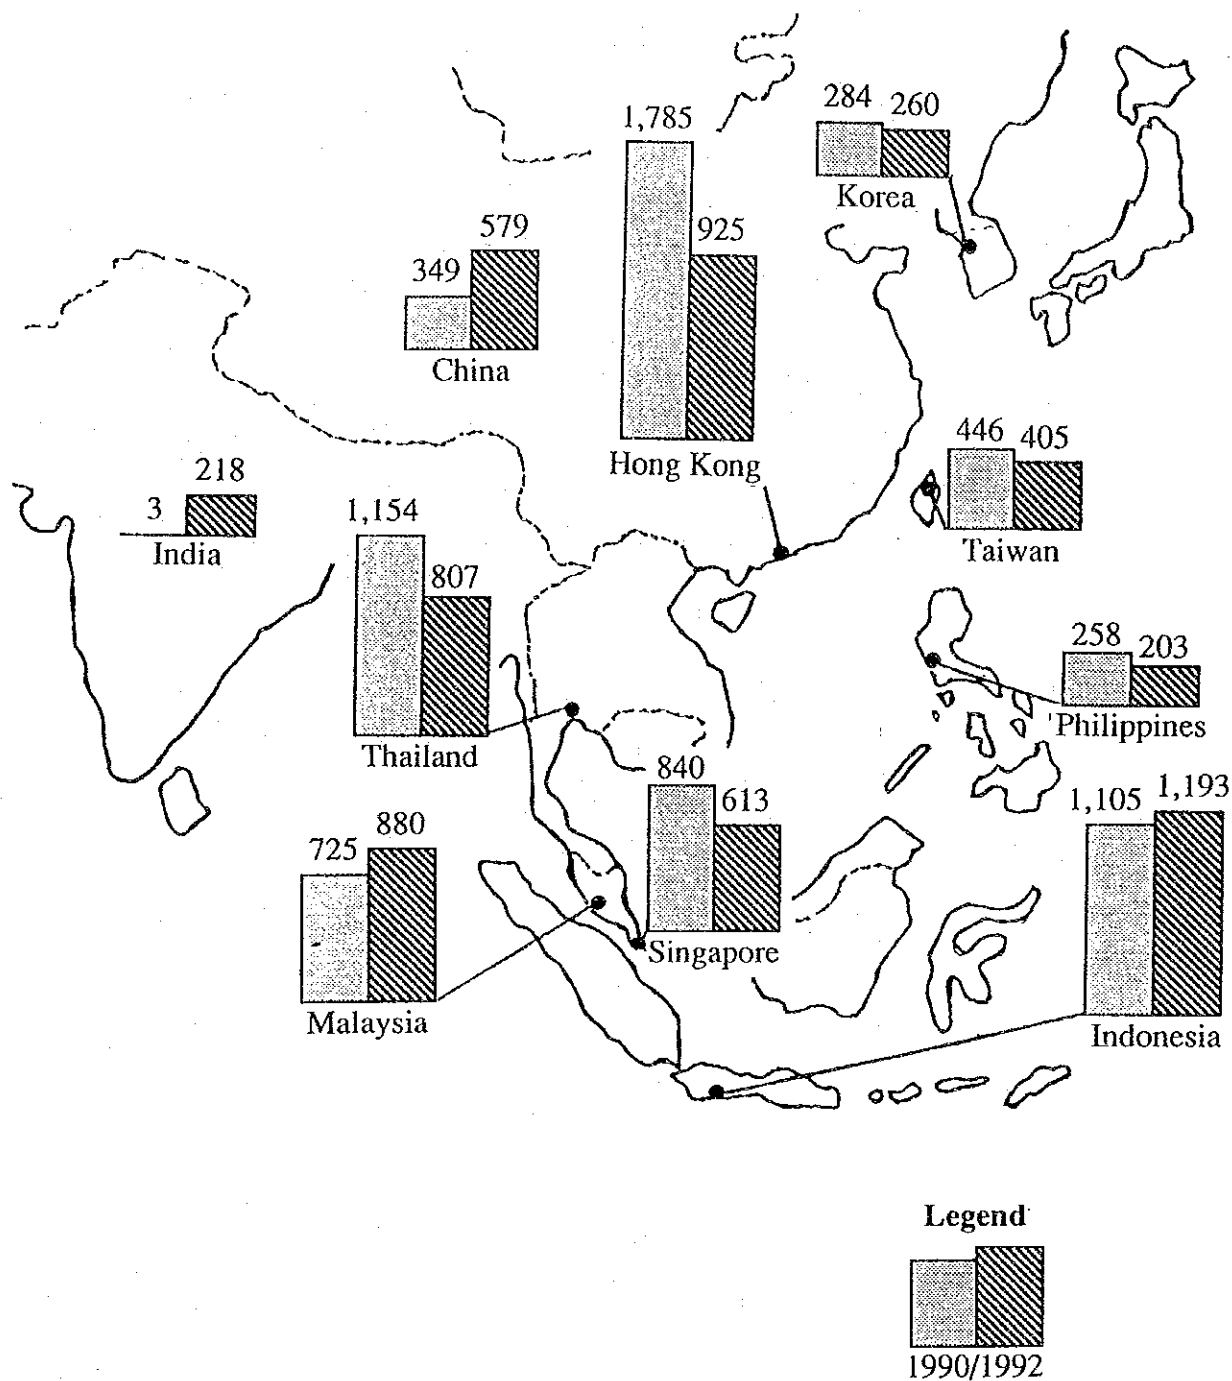 284 260
Korea
1,785
925
Hong Kong
349
579
China
446 405
Taiwan
3
218
India
1,154
807
Thailand
258 203
Philippines
840
613
Singapore
725
880
Malaysia
1,105
1,193
Indonesia
Legend
1990/1992